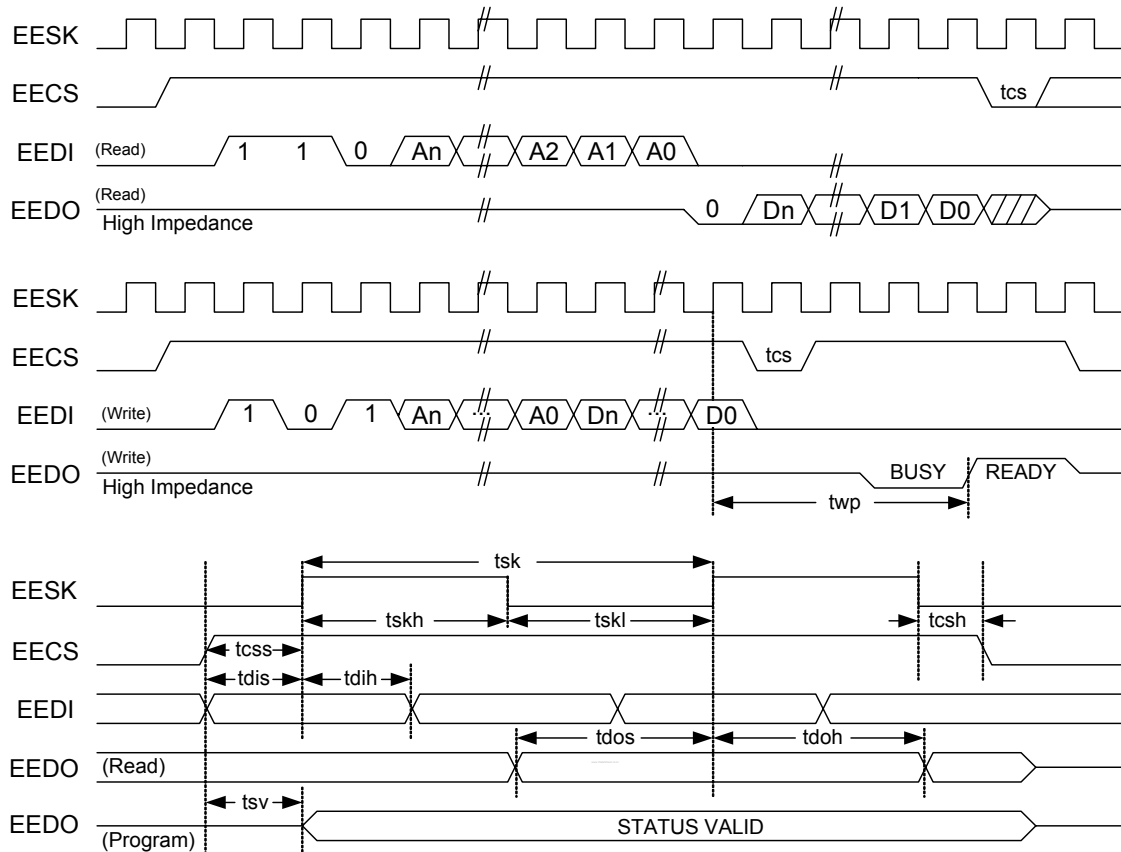 EESK
EECS tcs
EEDI (Read) 1 1 0 An A2 A1 A0
EEDO (Read) High Impedance 0 Dn D1 D0
EESK
EECS tcs
EEDI (Write) 1 0 1 An ... A0 Dn ... D0
EEDO (Write) High Impedance BUSY READY
twp
tsk
EESK
tskh tskl tcsh
EECS tcss
tdis tdih
EEDI
tdos tdoh
EEDO (Read)
tsv
EEDO (Program) STATUS VALID